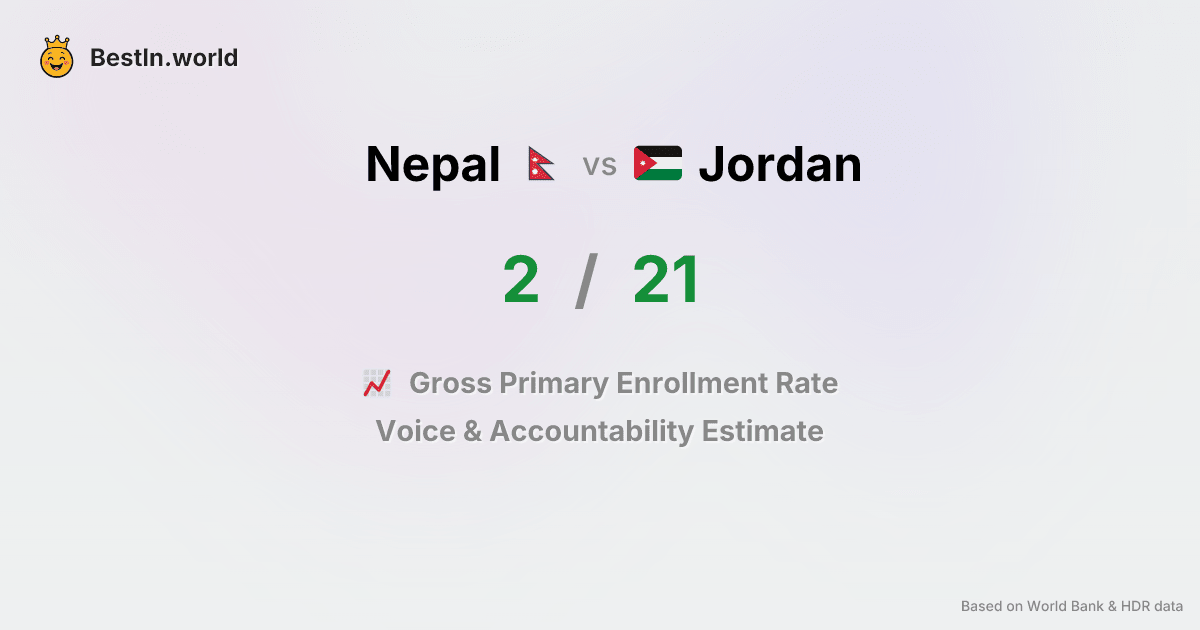 BestIn.world
Nepal vs Jordan
2 / 21
Gross Primary Enrollment Rate
Voice & Accountability Estimate
Based on World Bank & HDR data